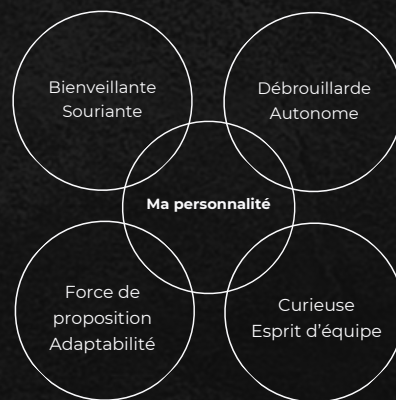 Bienveillante
Souriante
Débrouillarde
Autonome
Ma personnalité
Force de
proposition
Adaptabilité
Curieuse
Esprit d'équipe